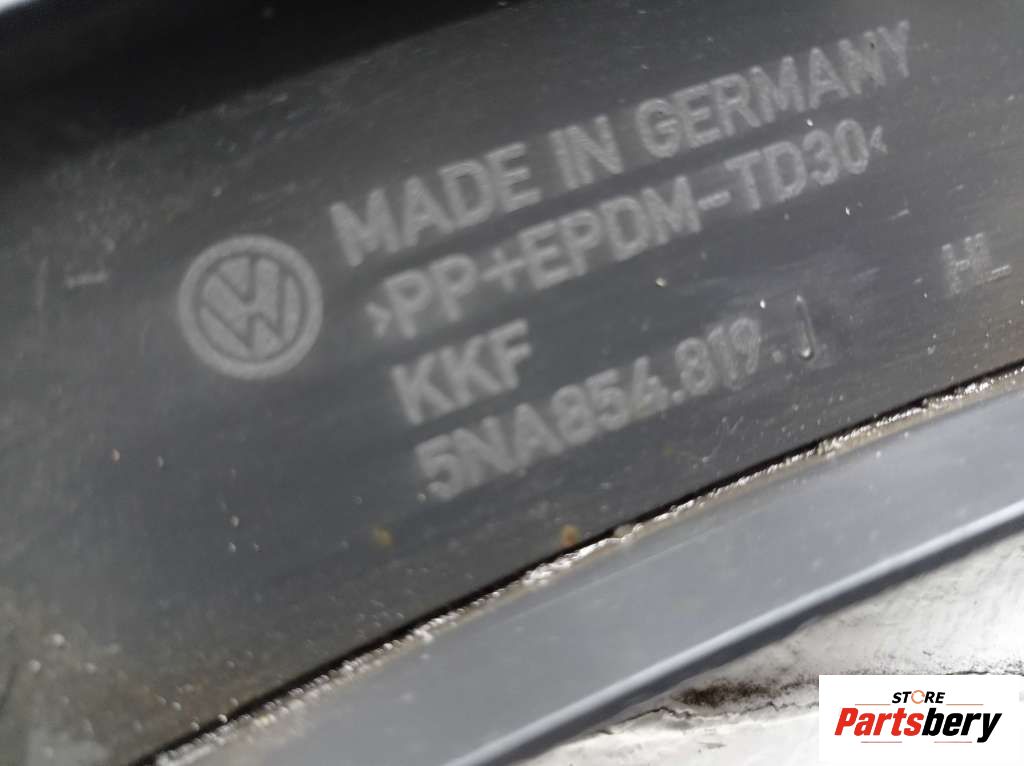 MADE IN GERMANY
>PP+EPDM-TD30<
KKF
5NA854.819.J
HL
STORE
Partsbery